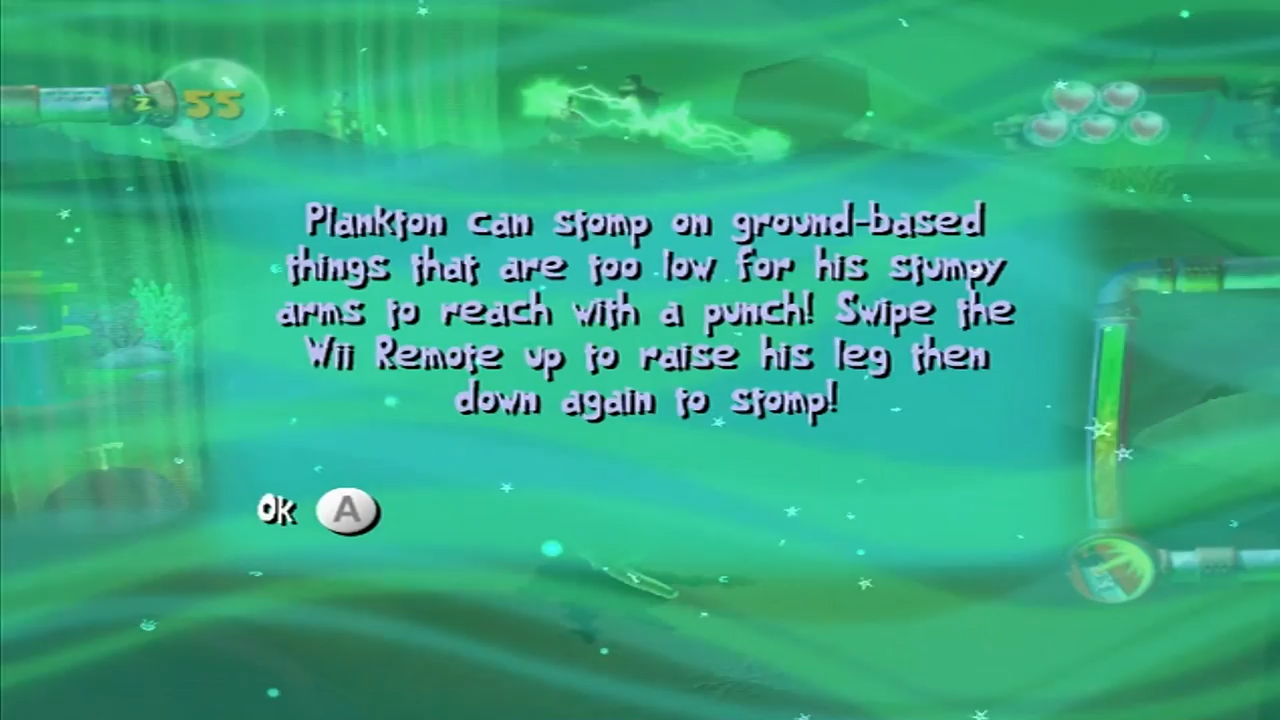 Z 55
Plankton can stomp on ground-based
things that are too low for his stumpy
arms to reach with a punch! Swipe the
Wii Remote up to raise his leg then
down again to stomp!
OK A